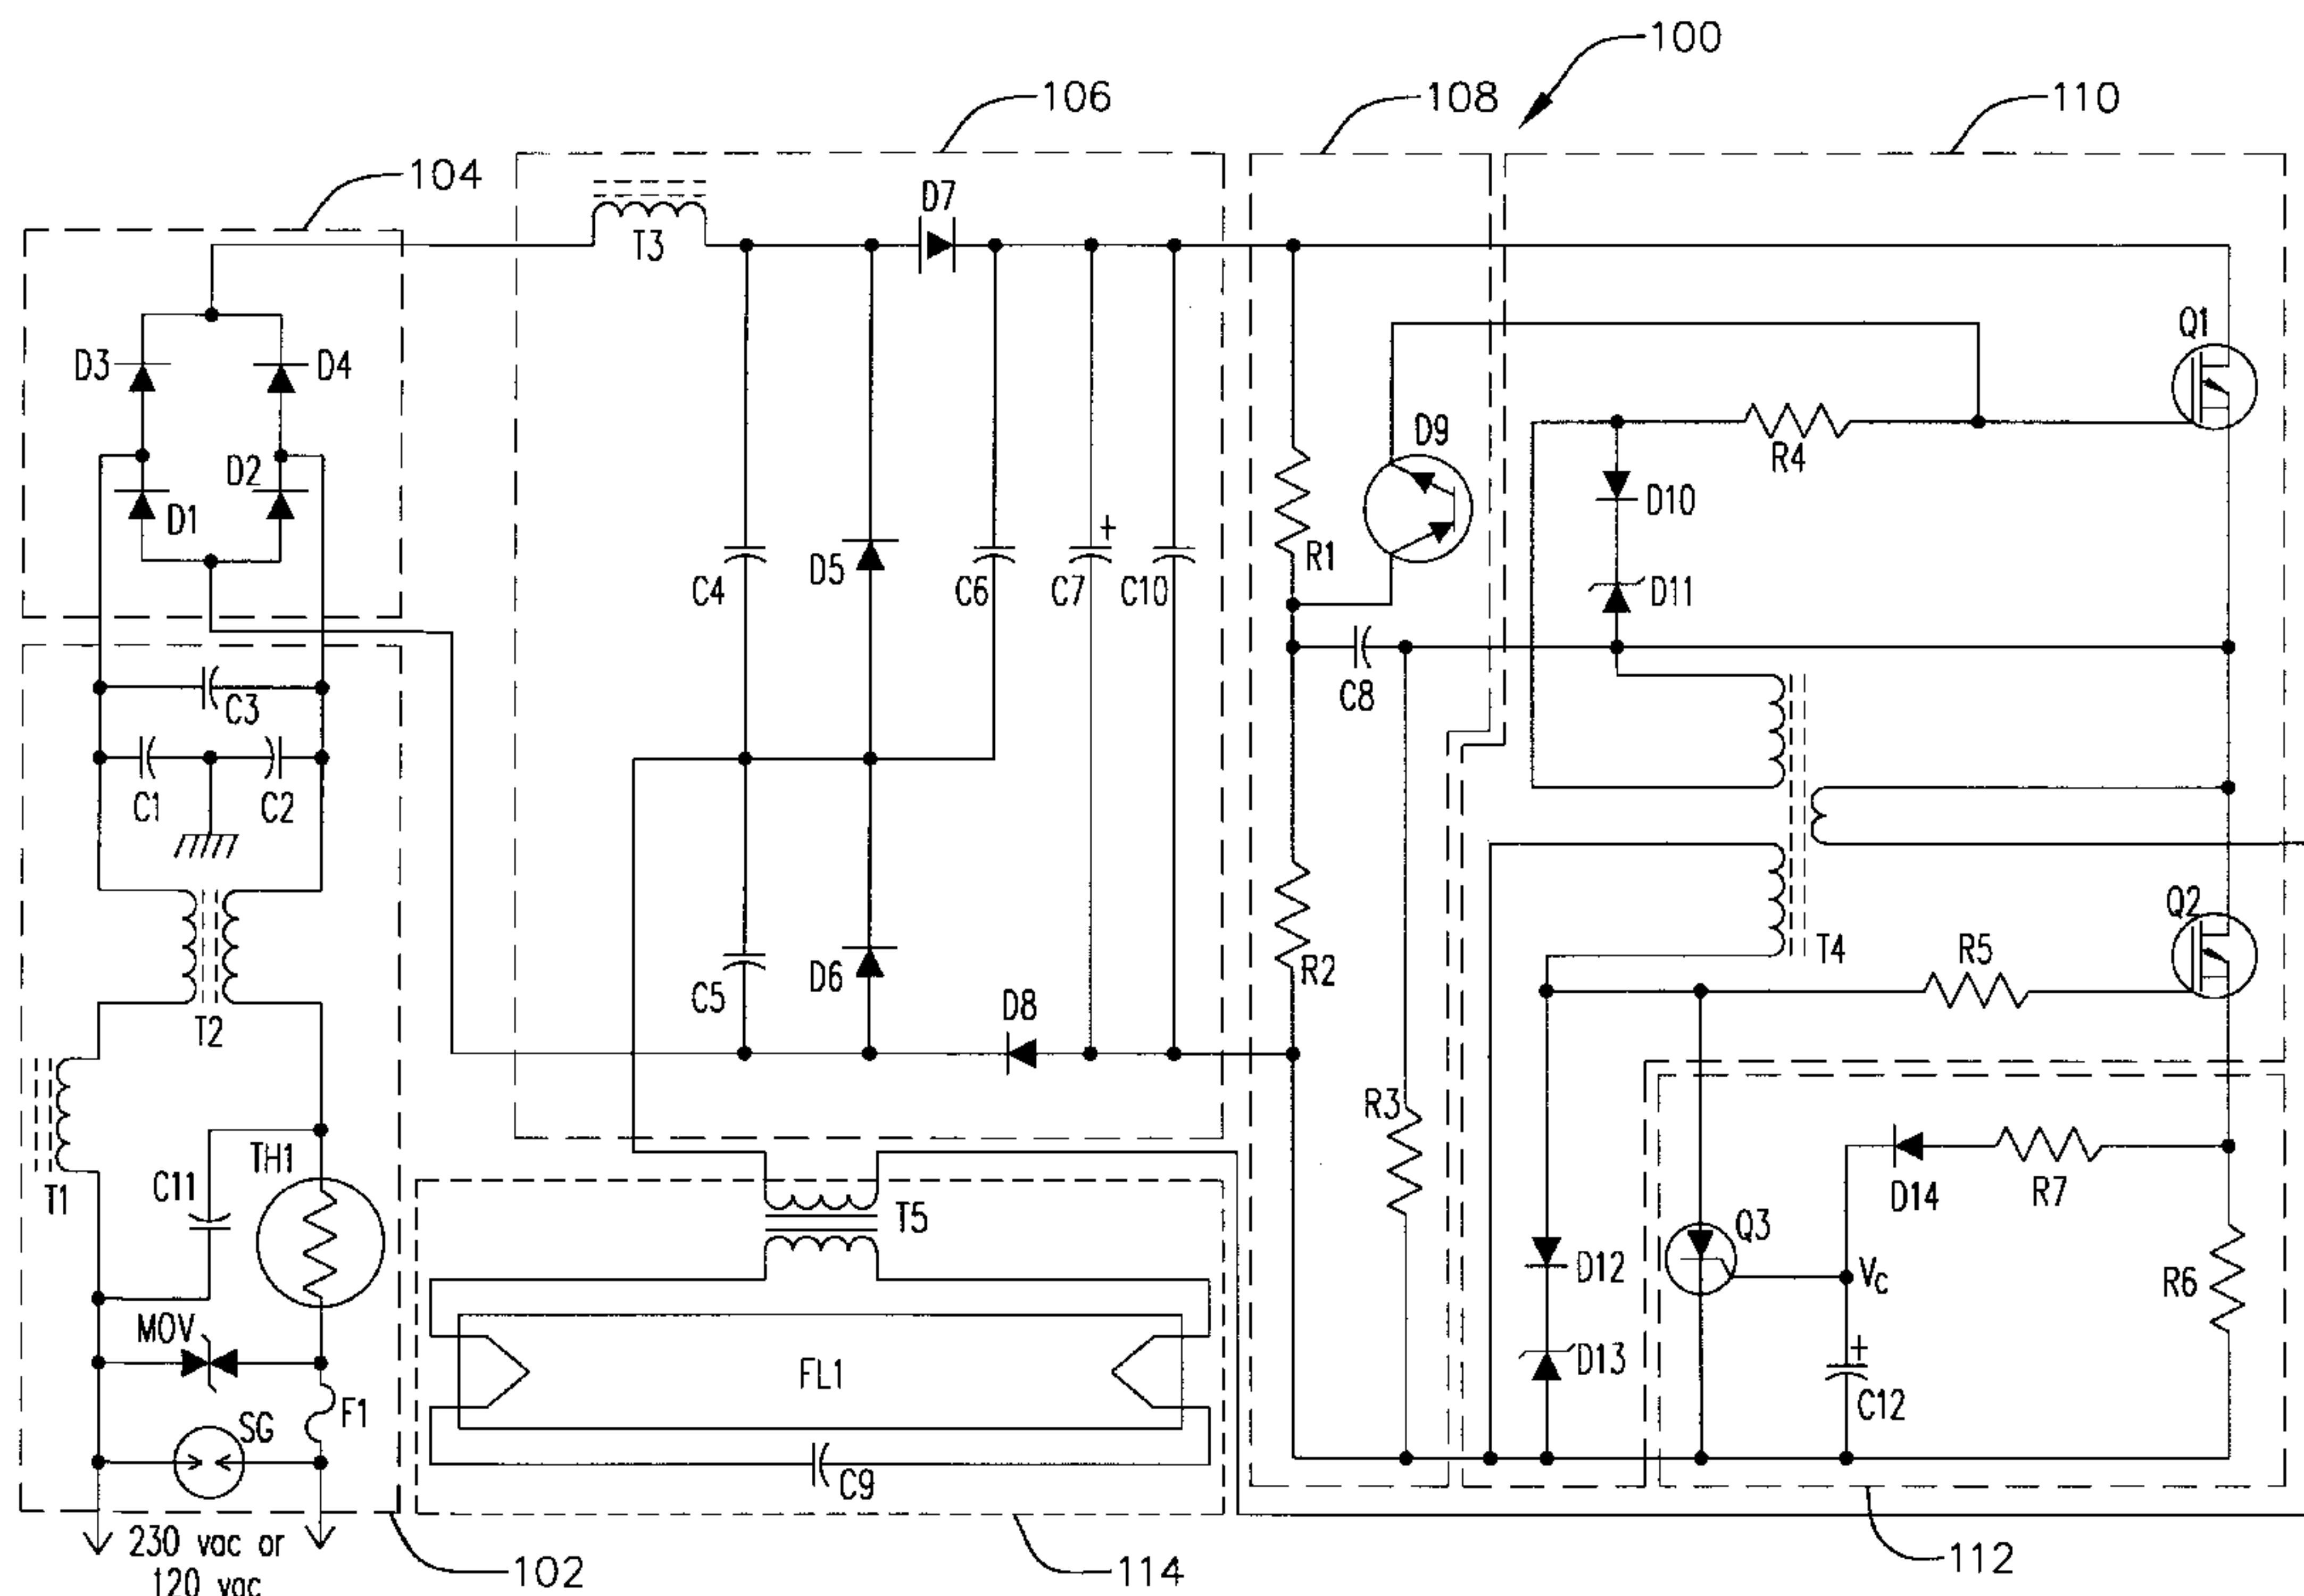 100
106
108
110
104
D7
T3
Q1
D3
D4
D9
R4
D2
D10
D1
+
R1
C4
D5
C6
C7
C10
D11
C8
C3
C1
C2
Q2
T4
R5
R2
D6
C5
D8
T2
R3
TH1
C11
T1
T5
D14
R7
Q3
D12
VC
R6
MOV
+
D13
FL1
C12
F1
SG
C9
230 vac or
120 vac
102
114
112